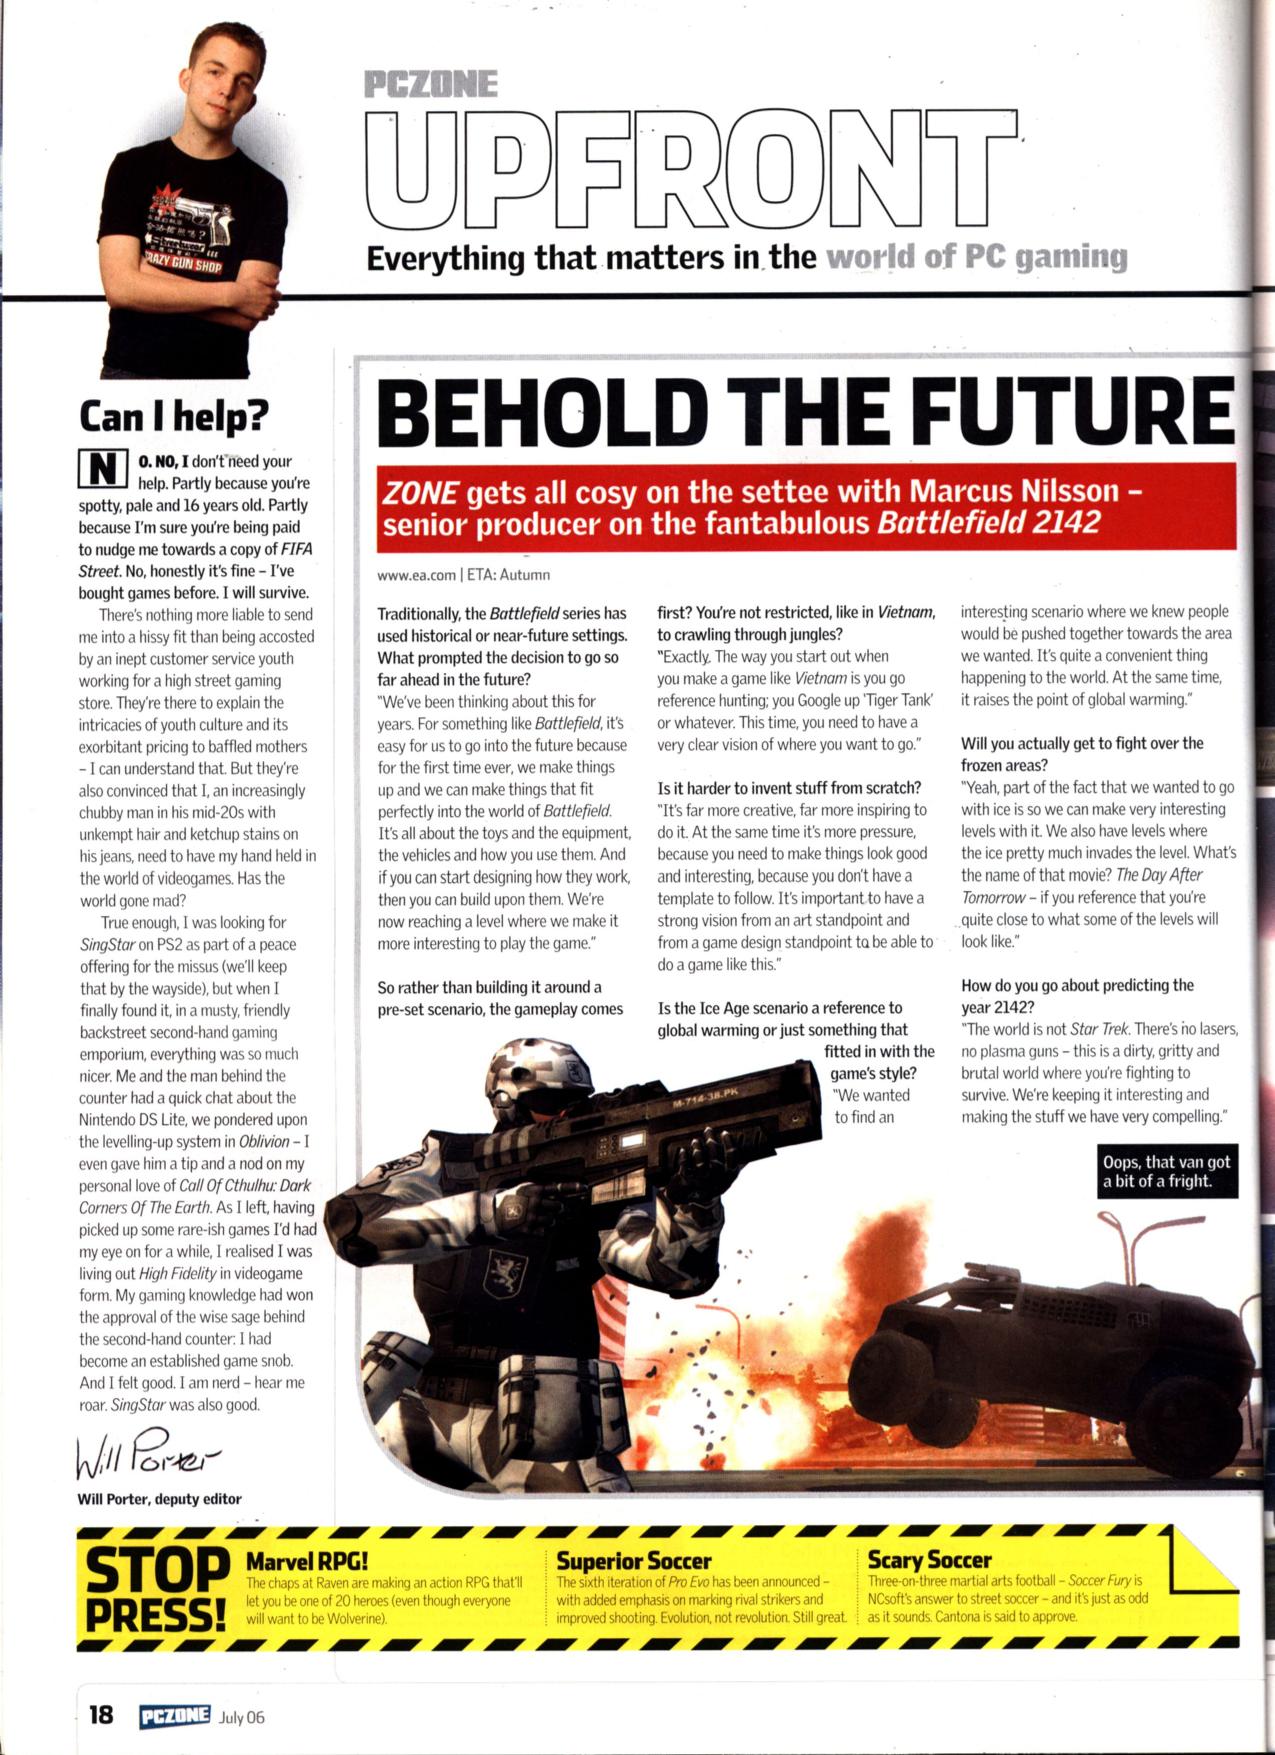 PCZONE
UPFRONT
Everything that matters in the world of PC gaming
Streetwear
CRAZY GUN SHOP
Can I help?
NO. NO, I don't need your
help. Partly because you're
spotty, pale and 16 years old. Partly
because I'm sure you're being paid
to nudge me towards a copy of FIFA
Street. No, honestly it's fine – I've
bought games before. I will survive.
There's nothing more liable to send
me into a hissy fit than being accosted
by an inept customer service youth
working for a high street gaming
store. They're there to explain the
intricacies of youth culture and its
exorbitant pricing to baffled mothers
– I can understand that. But they're
also convinced that I, an increasingly
chubby man in his mid-20s with
unkempt hair and ketchup stains on
his jeans, need to have my hand held in
the world of videogames. Has the
world gone mad?
True enough, I was looking for
SingStar on PS2 as part of a peace
offering for the missus (we'll keep
that by the wayside), but when I
finally found it, in a musty, friendly
backstreet second-hand gaming
emporium, everything was so much
nicer. Me and the man behind the
counter had a quick chat about the
Nintendo DS Lite, we pondered upon
the levelling-up system in Oblivion – I
even gave him a tip and a nod on my
personal love of Call Of Cthulhu: Dark
Corners Of The Earth. As I left, having
picked up some rare-ish games I'd had
my eye on for a while, I realised I was
living out High Fidelity in videogame
form. My gaming knowledge had won
the approval of the wise sage behind
the second-hand counter: I had
become an established game snob.
And I felt good. I am nerd – hear me
roar. SingStar was also good.
Will Porter
Will Porter, deputy editor
BEHOLD THE FUTURE
ZONE gets all cosy on the settee with Marcus Nilsson –
senior producer on the fantabulous Battlefield 2142
www.ea.com | ETA: Autumn
Traditionally, the Battlefield series has
used historical or near-future settings.
What prompted the decision to go so
far ahead in the future?
"We've been thinking about this for
years. For something like Battlefield, it's
easy for us to go into the future because
for the first time ever, we make things
up and we can make things that fit
perfectly into the world of Battlefield.
It's all about the toys and the equipment,
the vehicles and how you use them. And
if you can start designing how they work,
then you can build upon them. We're
now reaching a level where we make it
more interesting to play the game."
So rather than building it around a
pre-set scenario, the gameplay comes
first? You're not restricted, like in Vietnam,
to crawling through jungles?
"Exactly. The way you start out when
you make a game like Vietnam is you go
reference hunting; you Google up 'Tiger Tank'
or whatever. This time, you need to have a
very clear vision of where you want to go."
Is it harder to invent stuff from scratch?
"It's far more creative, far more inspiring to
do it. At the same time it's more pressure,
because you need to make things look good
and interesting, because you don't have a
template to follow. It's important to have a
strong vision from an art standpoint and
from a game design standpoint to be able to
do a game like this."
Is the Ice Age scenario a reference to
global warming or just something that
fitted in with the
game's style?
"We wanted
to find an
interesting scenario where we knew people
would be pushed together towards the area
we wanted. It's quite a convenient thing
happening to the world. At the same time,
it raises the point of global warming."
Will you actually get to fight over the
frozen areas?
"Yeah, part of the fact that we wanted to go
with ice is so we can make very interesting
levels with it. We also have levels where
the ice pretty much invades the level. What's
the name of that movie? The Day After
Tomorrow – if you reference that you're
quite close to what some of the levels will
look like."
How do you go about predicting the
year 2142?
"The world is not Star Trek. There's no lasers,
no plasma guns – this is a dirty, gritty and
brutal world where you're fighting to
survive. We're keeping it interesting and
making the stuff we have very compelling."
M-714-38.PK
Oops, that van got
a bit of a fright.
STOP
PRESS!
Marvel RPG!
The chaps at Raven are making an action RPG that'll
let you be one of 20 heroes (even though everyone
will want to be Wolverine).
Superior Soccer
The sixth iteration of Pro Evo has been announced –
with added emphasis on marking rival strikers and
improved shooting. Evolution, not revolution. Still great.
Scary Soccer
Three-on-three martial arts football – Soccer Fury is
NCsoft's answer to street soccer – and it's just as odd
as it sounds. Cantona is said to approve.
18 PCZONE July 06